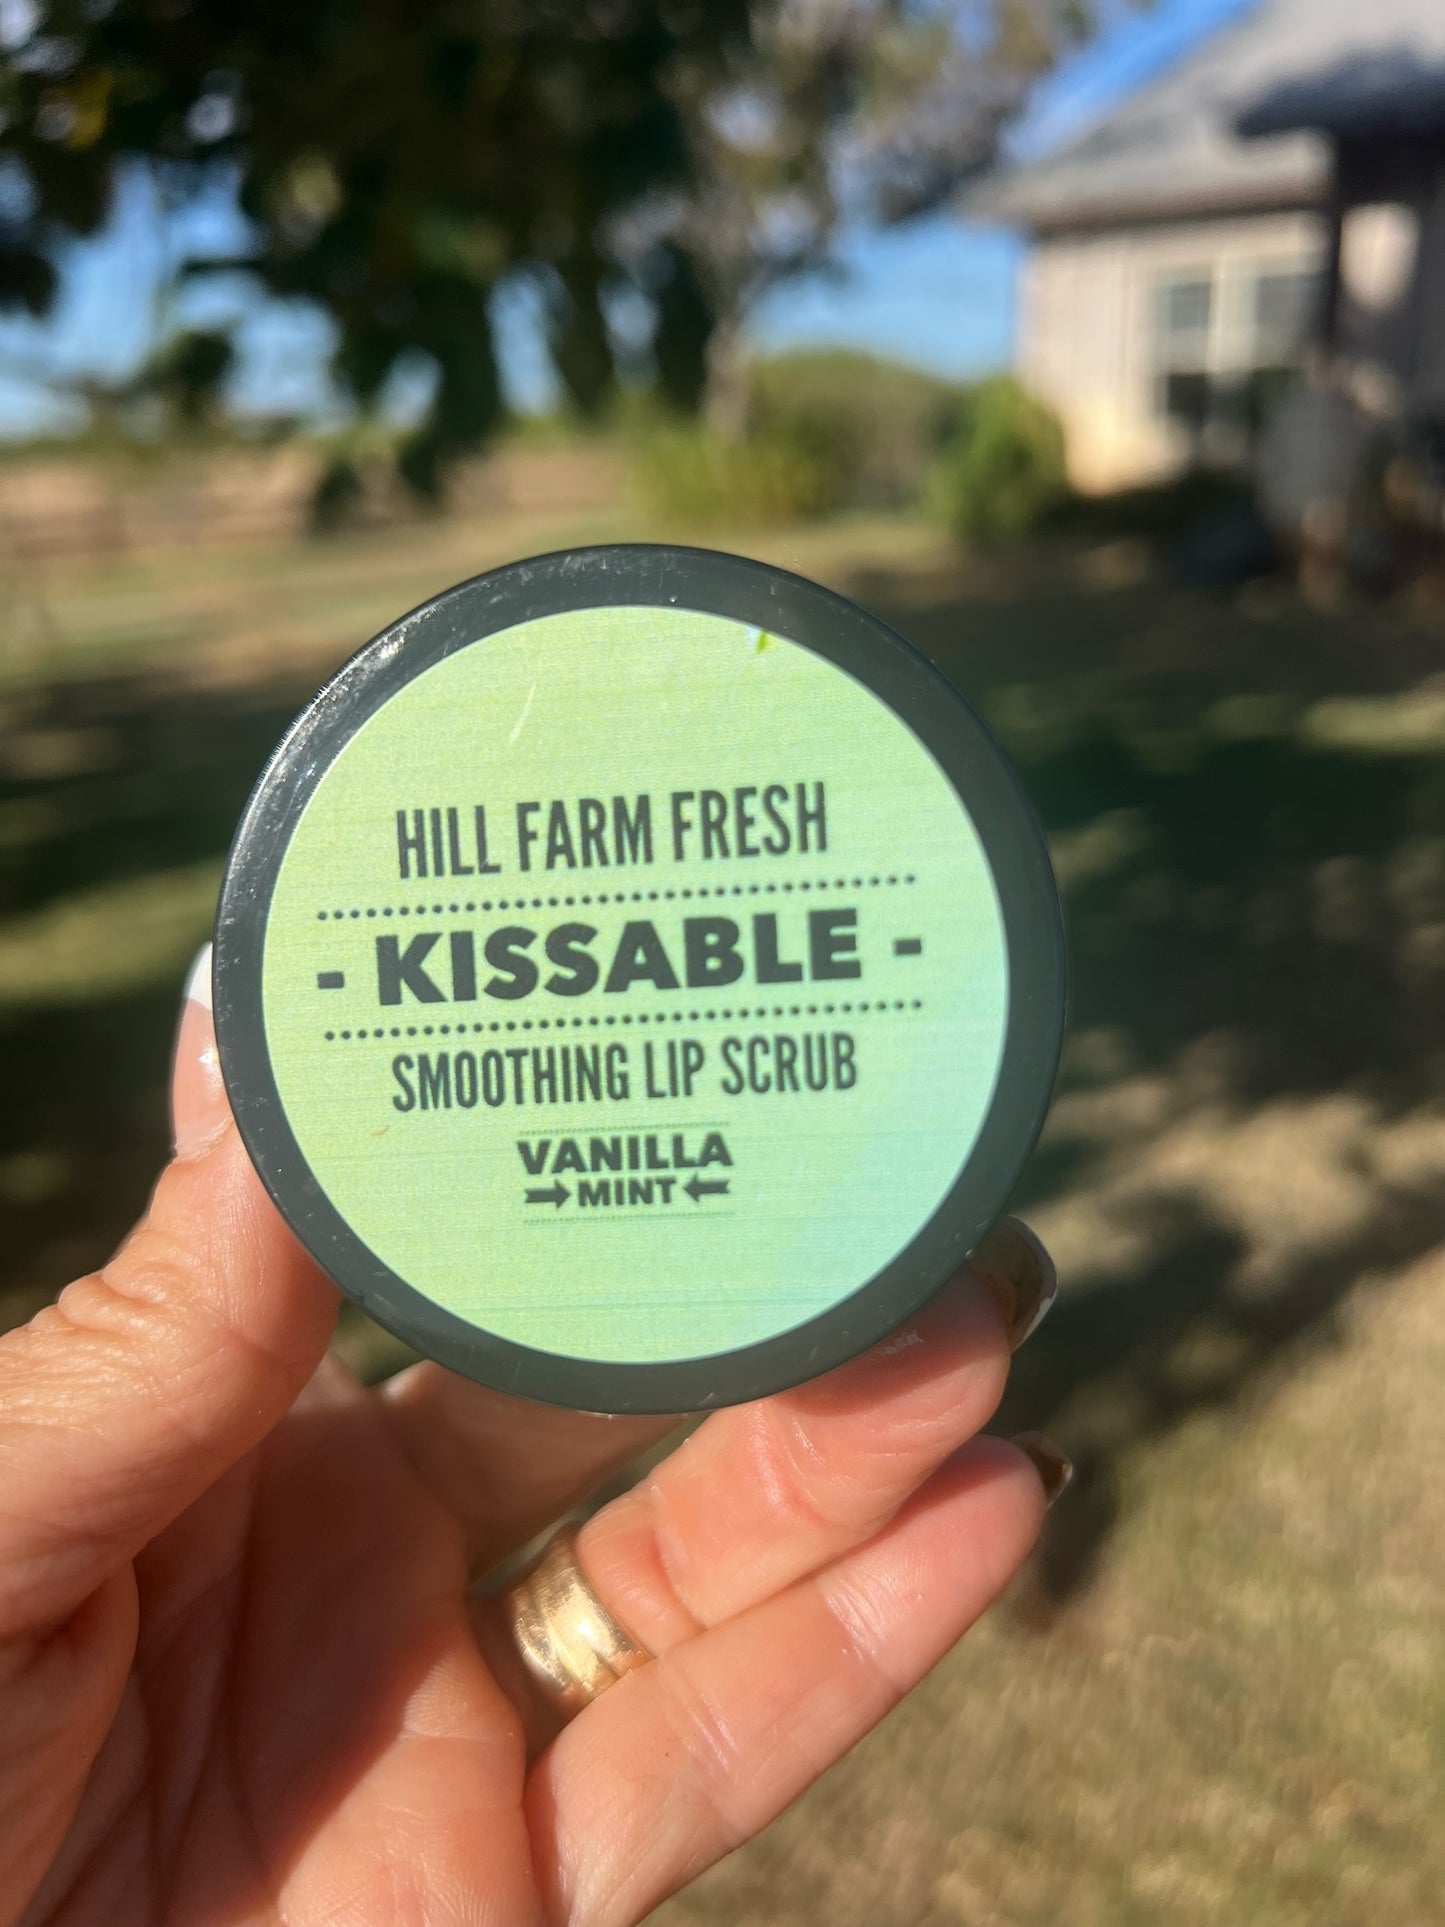 HILL FARM FRESH
- KISSABLE -
SMOOTHING LIP SCRUB
VANILLA
MINT